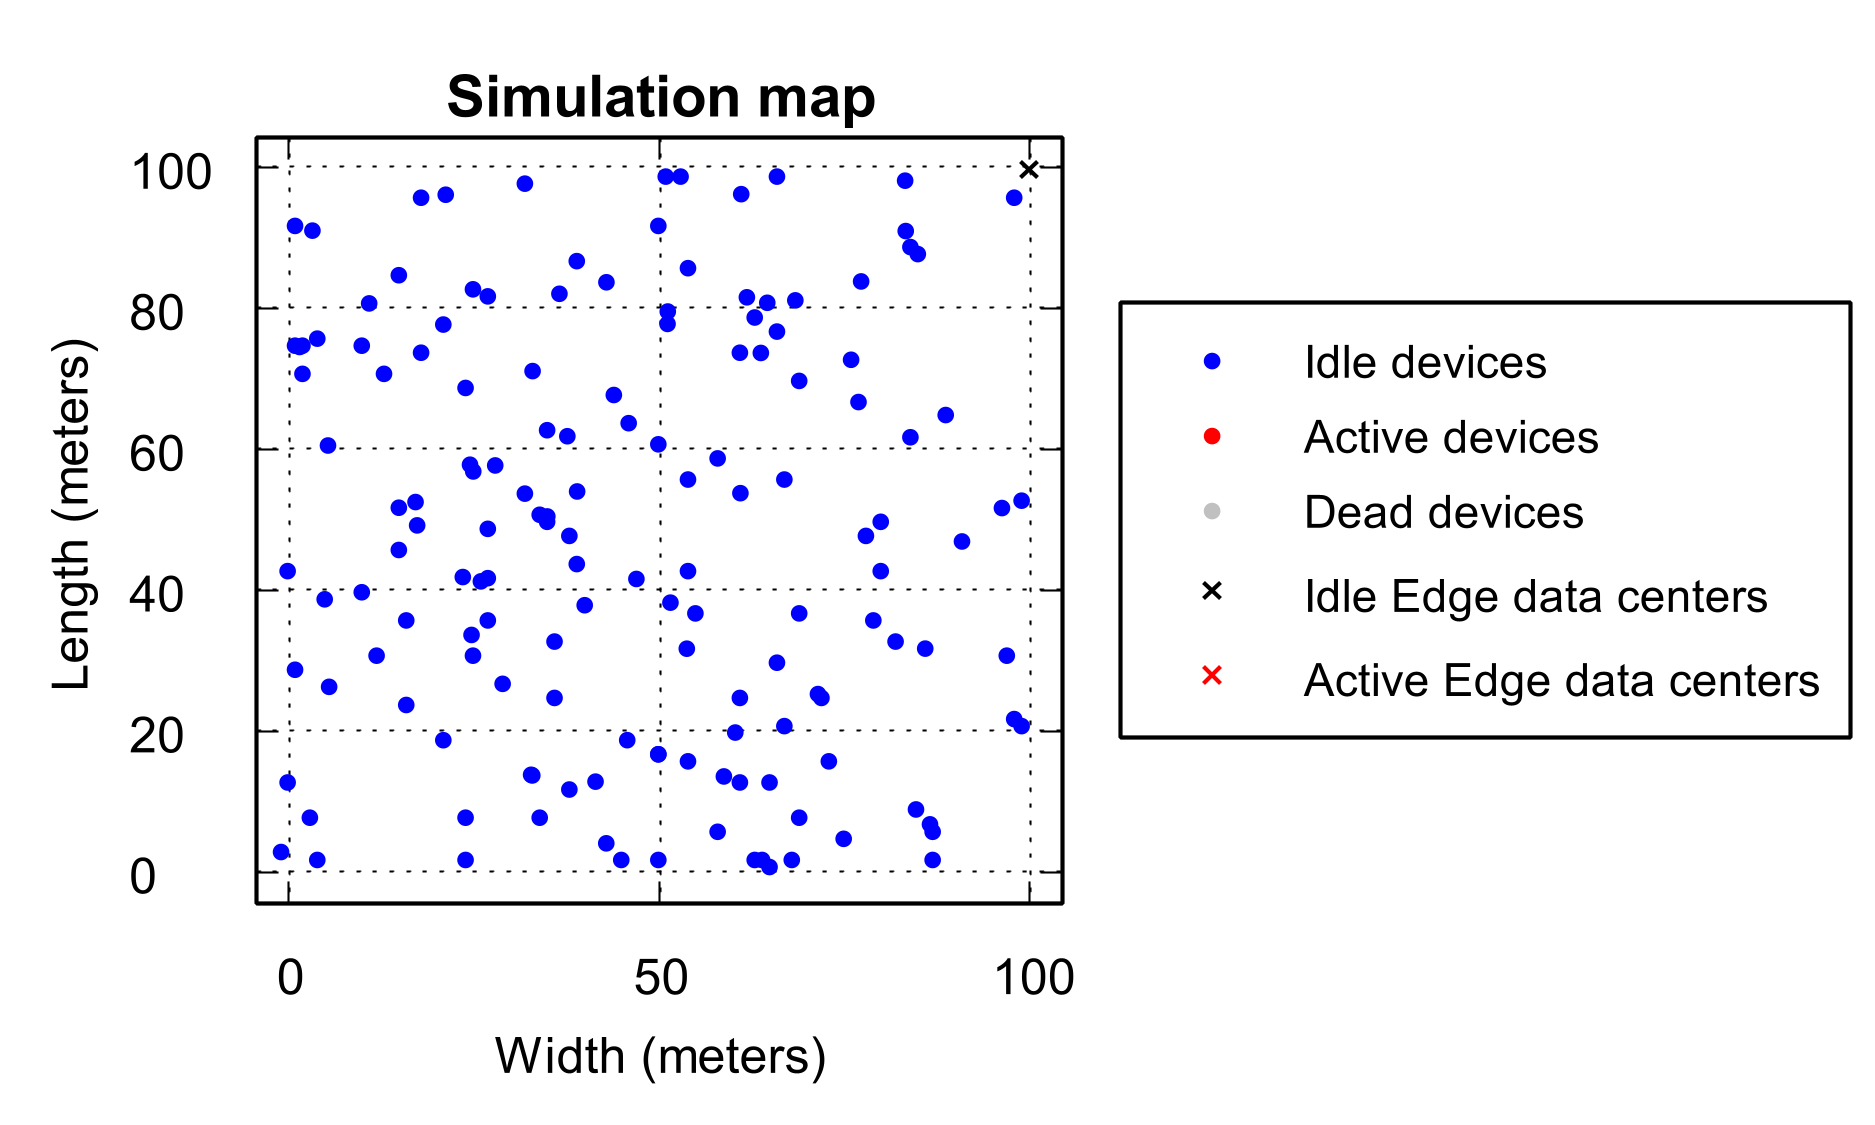 Simulation map
100
80
60
40
20
0
Length (meters)
0 50 100
Width (meters)
Idle devices
Active devices
Dead devices
Idle Edge data centers
Active Edge data centers